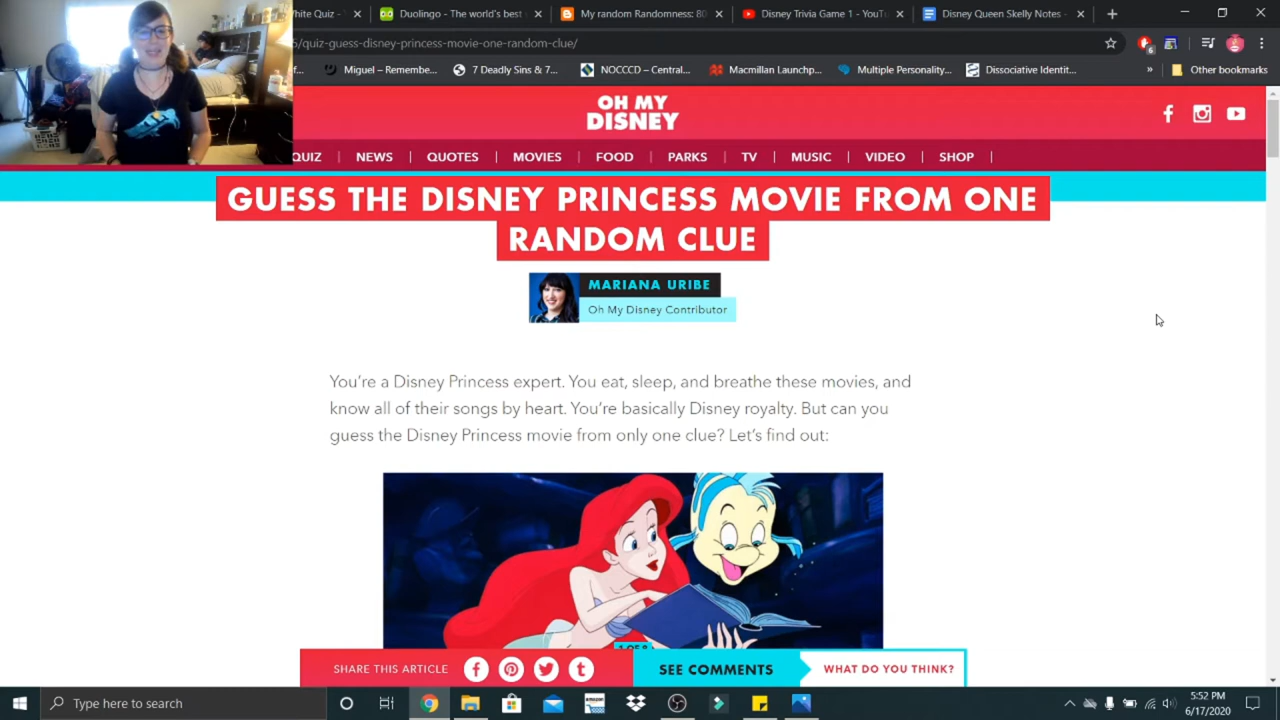 White Quiz -
Duolingo - The world's best
My random Randomness: 80
Disney Trivia Game 1 - YouTu
Disney Queen Skelly Notes -
/quiz-guess-disney-princess-movie-one-random-clue/
6
f...
Miguel – Remembe...
7 Deadly Sins & 7...
NOCCCD – Central...
Macmillan Launchp...
Multiple Personality...
Dissociative Identit...
»
Other bookmarks
OH MY
DISNEY
QUIZ | NEWS | QUOTES | MOVIES | FOOD | PARKS | TV | MUSIC | VIDEO | SHOP |
GUESS THE DISNEY PRINCESS MOVIE FROM ONE
RANDOM CLUE
MARIANA URIBE
Oh My Disney Contributor
You're a Disney Princess expert. You eat, sleep, and breathe these movies, and
know all of their songs by heart. You're basically Disney royalty. But can you
guess the Disney Princess movie from only one clue? Let's find out:
SHARE THIS ARTICLE
SEE COMMENTS
WHAT DO YOU THINK?
Type here to search
amazon
5:52 PM
6/17/2020